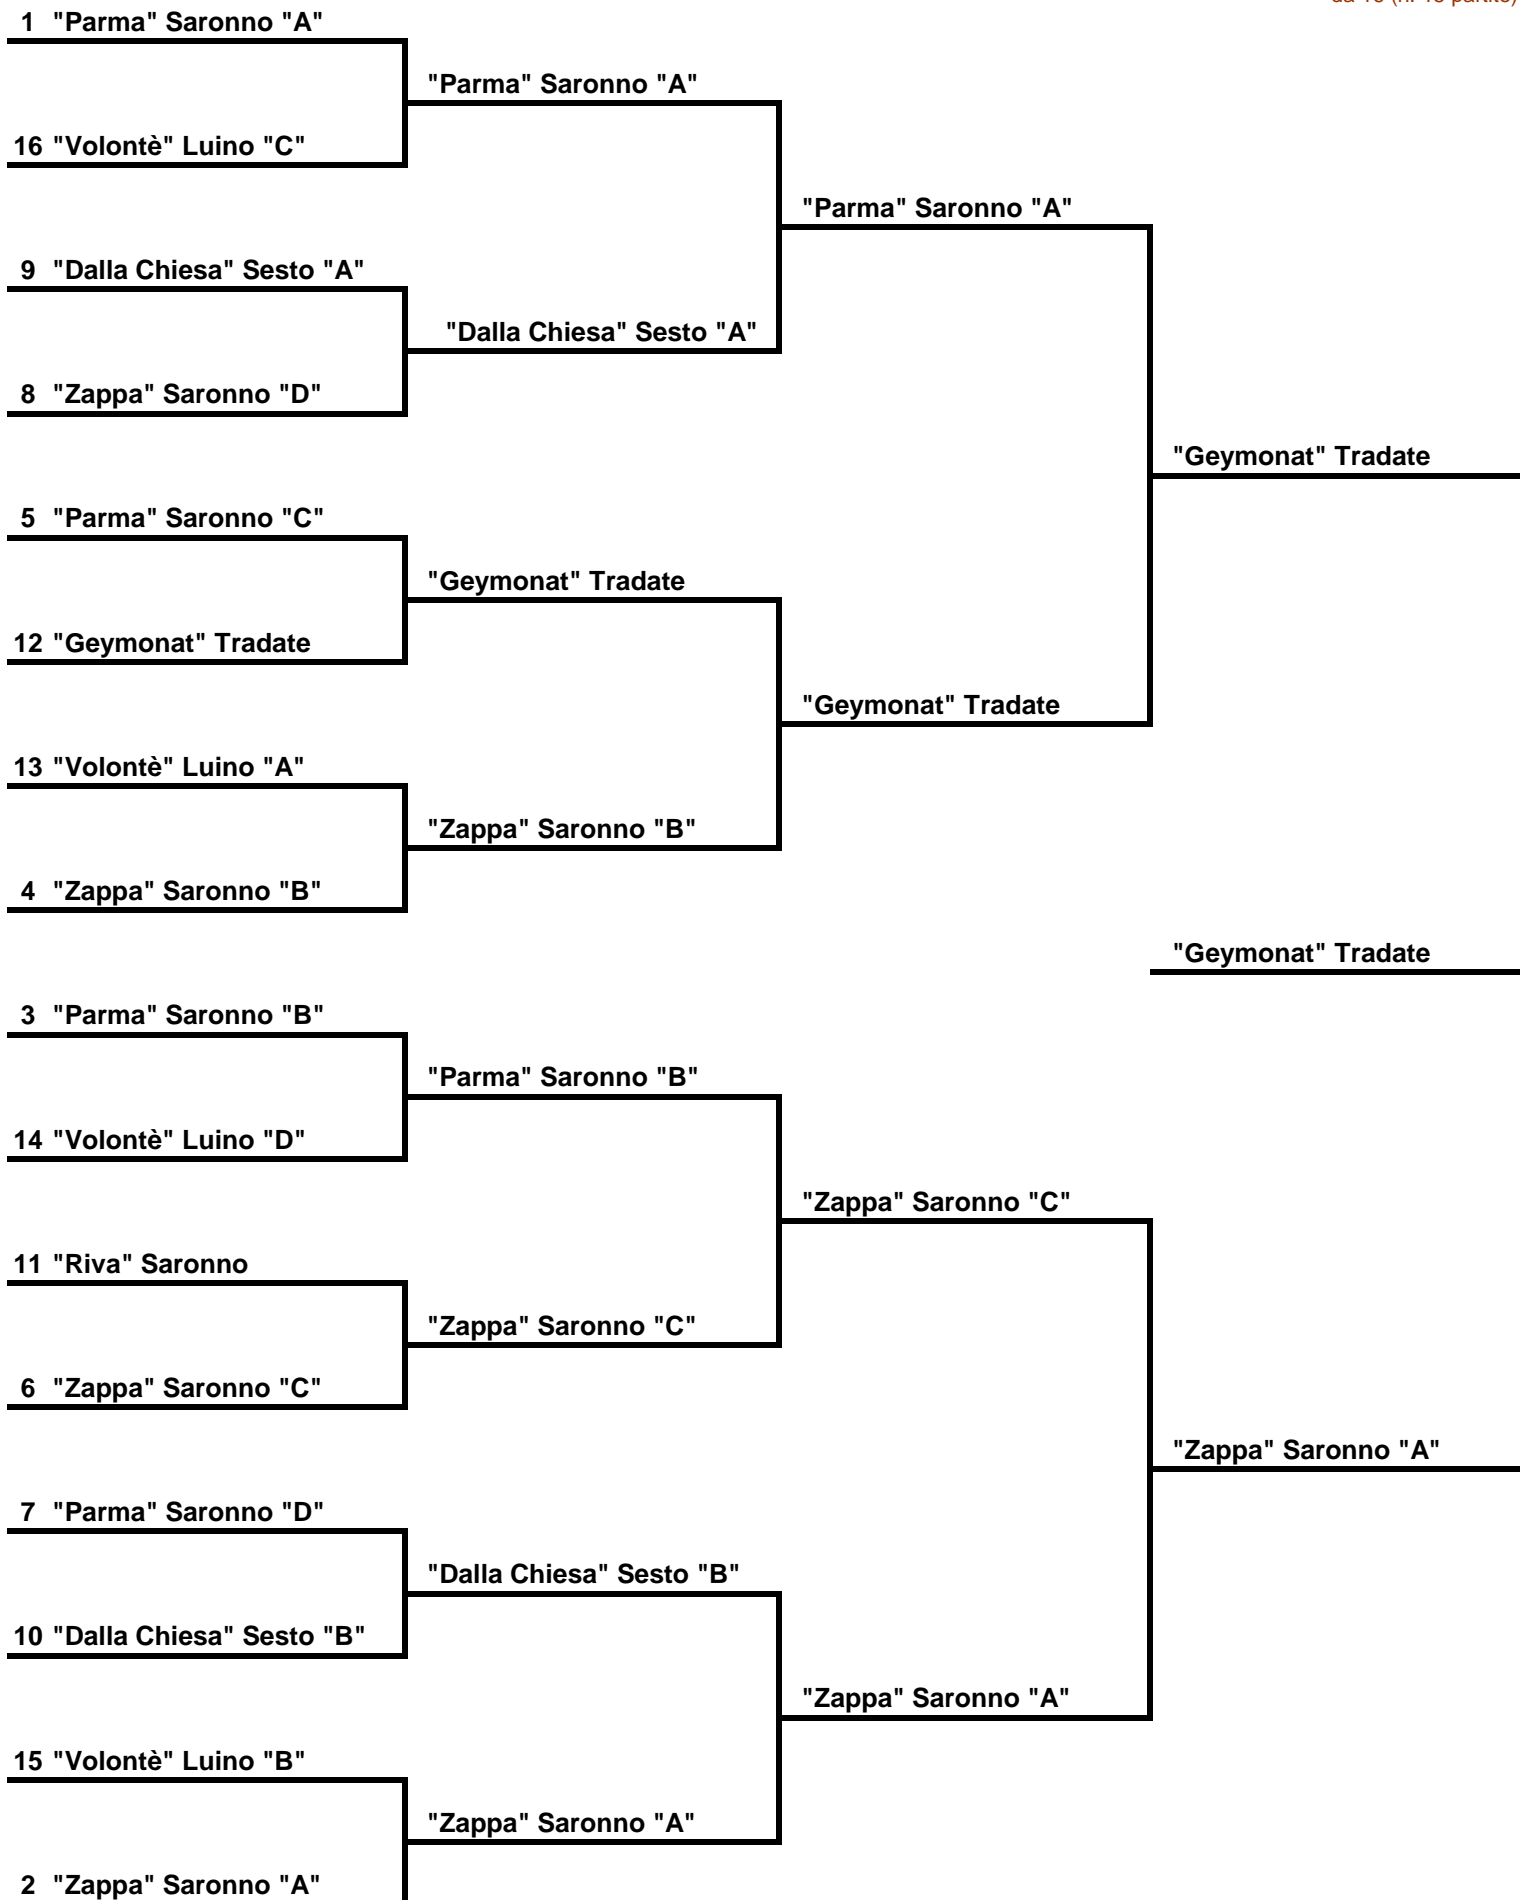 1 "Parma" Saronno "A"
"Parma" Saronno "A"
16 "Volontè" Luino "C"
"Parma" Saronno "A"
9 "Dalla Chiesa" Sesto "A"
"Dalla Chiesa" Sesto "A"
8 "Zappa" Saronno "D"
"Geymonat" Tradate
5 "Parma" Saronno "C"
"Geymonat" Tradate
12 "Geymonat" Tradate
"Geymonat" Tradate
13 "Volontè" Luino "A"
"Zappa" Saronno "B"
4 "Zappa" Saronno "B"
"Geymonat" Tradate
3 "Parma" Saronno "B"
"Parma" Saronno "B"
14 "Volontè" Luino "D"
"Zappa" Saronno "C"
11 "Riva" Saronno
"Zappa" Saronno "C"
6 "Zappa" Saronno "C"
"Zappa" Saronno "A"
7 "Parma" Saronno "D"
"Dalla Chiesa" Sesto "B"
10 "Dalla Chiesa" Sesto "B"
"Zappa" Saronno "A"
15 "Volontè" Luino "B"
"Zappa" Saronno "A"
2 "Zappa" Saronno "A"